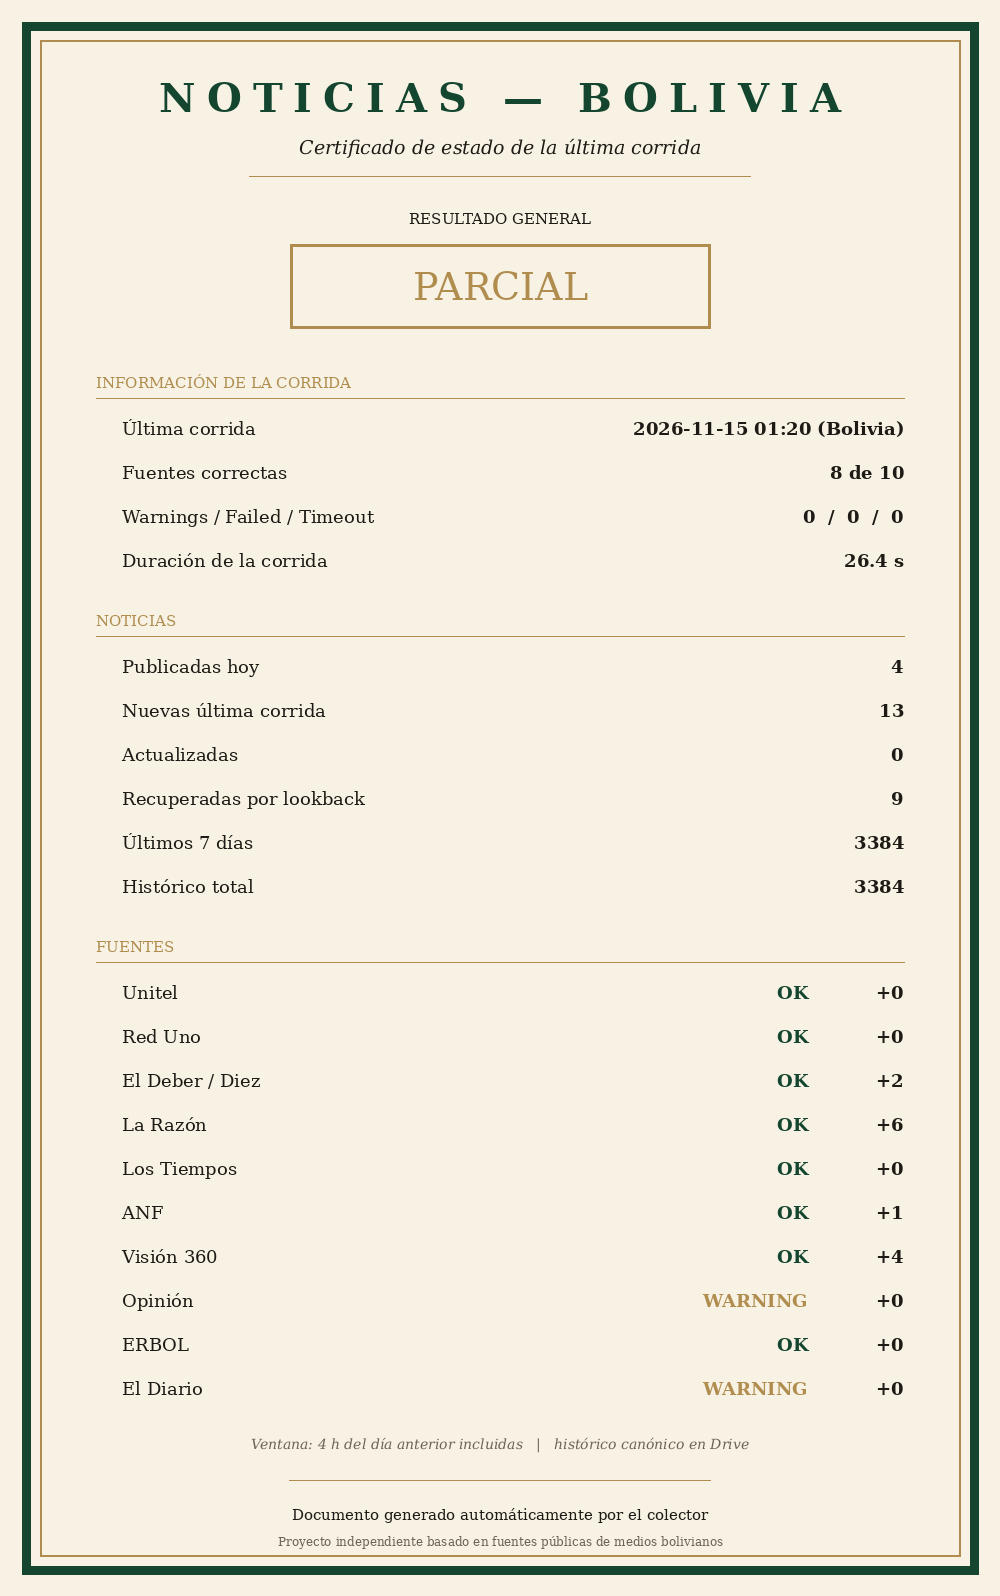 NOTICIAS — BOLIVIA
Certificado de estado de la última corrida
RESULTADO GENERAL
PARCIAL
INFORMACIÓN DE LA CORRIDA
Última corrida 2026-11-15 01:20 (Bolivia)
Fuentes correctas 8 de 10
Warnings / Failed / Timeout 0 / 0 / 0
Duración de la corrida 26.4 s
NOTICIAS
Publicadas hoy 4
Nuevas última corrida 13
Actualizadas 0
Recuperadas por lookback 9
Últimos 7 días 3384
Histórico total 3384
FUENTES
Unitel OK +0
Red Uno OK +0
El Deber / Diez OK +2
La Razón OK +6
Los Tiempos OK +0
ANF OK +1
Visión 360 OK +4
Opinión WARNING +0
ERBOL OK +0
El Diario WARNING +0
Ventana: 4 h del día anterior incluidas | histórico canónico en Drive
Documento generado automáticamente por el colector
Proyecto independiente basado en fuentes públicas de medios bolivianos